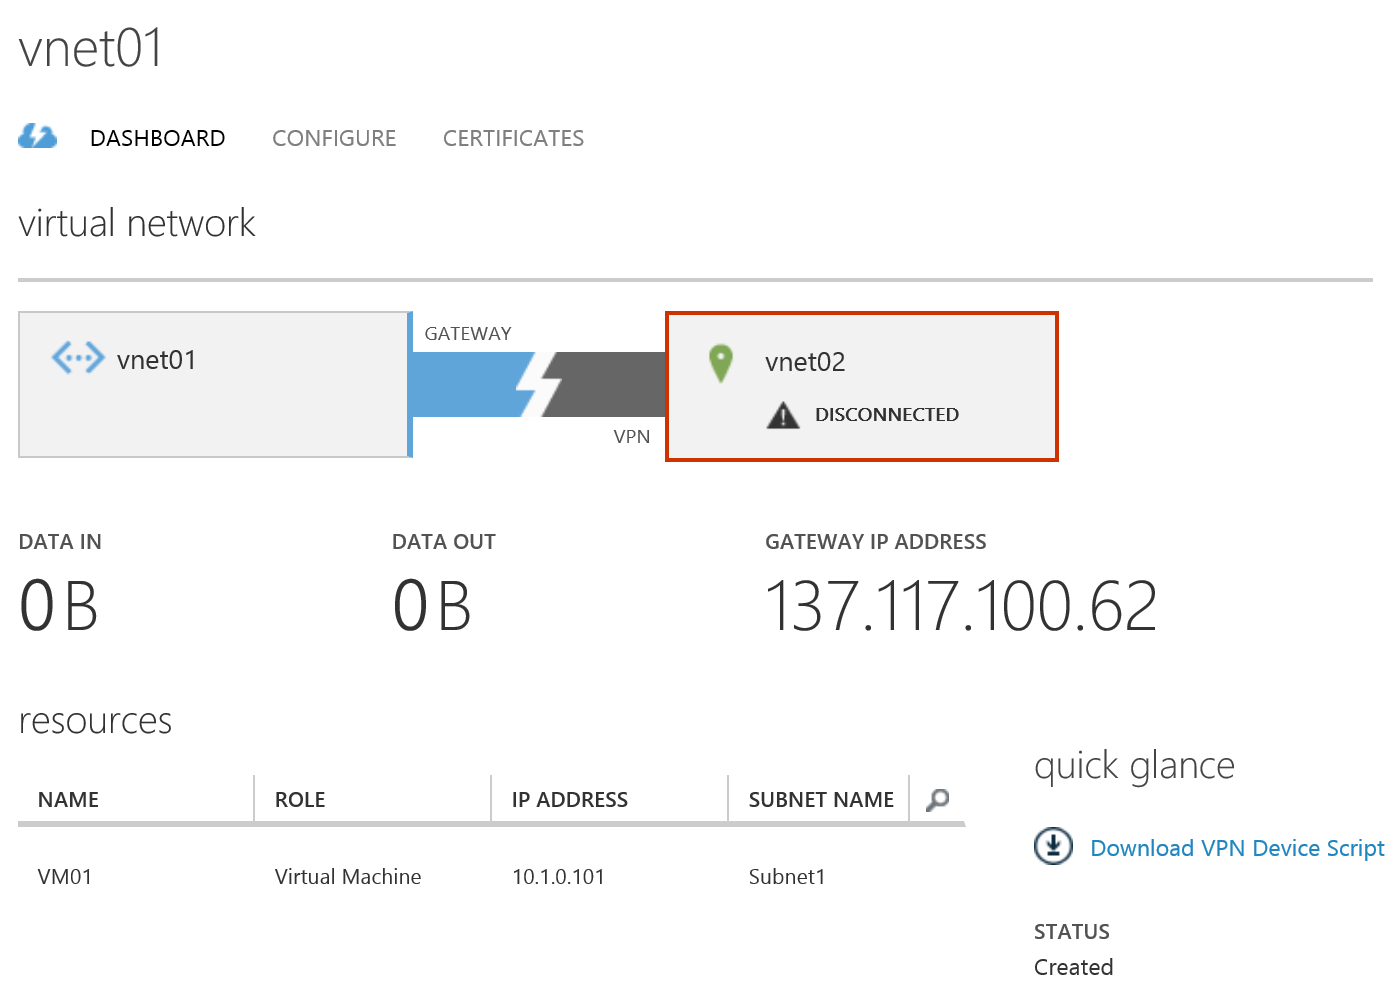 vnet01
DASHBOARD CONFIGURE CERTIFICATES
virtual network
vnet01
GATEWAY
VPN
vnet02
DISCONNECTED
DATA IN
0 B
DATA OUT
0 B
GATEWAY IP ADDRESS
137.117.100.62
resources
NAME ROLE IP ADDRESS SUBNET NAME
VM01 Virtual Machine 10.1.0.101 Subnet1
quick glance
Download VPN Device Script
STATUS
Created